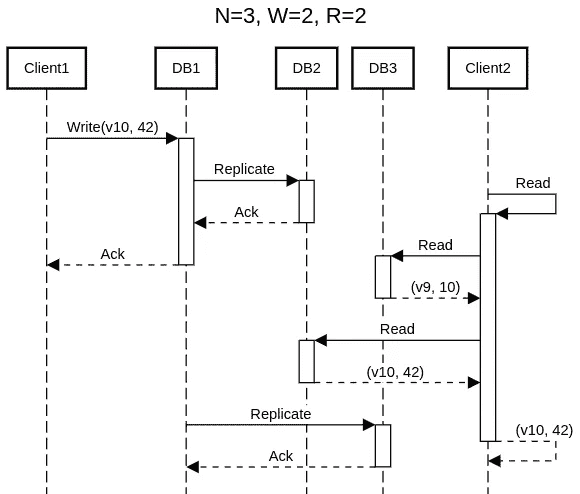 N=3, W=2, R=2
Client1 DB1 DB2 DB3 Client2
Write(v10, 42)
Replicate
Read
Ack
Read
Ack
(v9, 10)
Read
(v10, 42)
Replicate
(v10, 42)
Ack